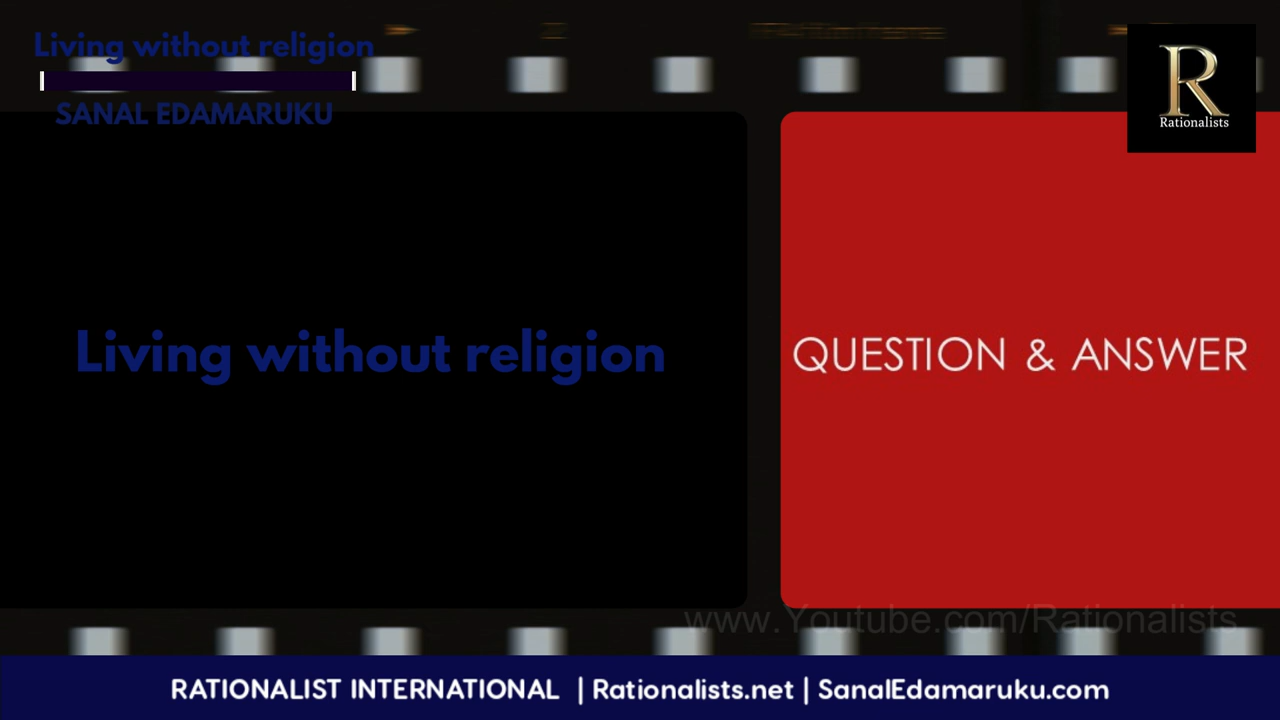 Living without religion
SANAL EDAMARUKU
R
Rationalists
Living without religion
QUESTION & ANSWER
www.Youtube.com/Rationalists
RATIONALIST INTERNATIONAL | Rationalists.net | SanalEdamaruku.com